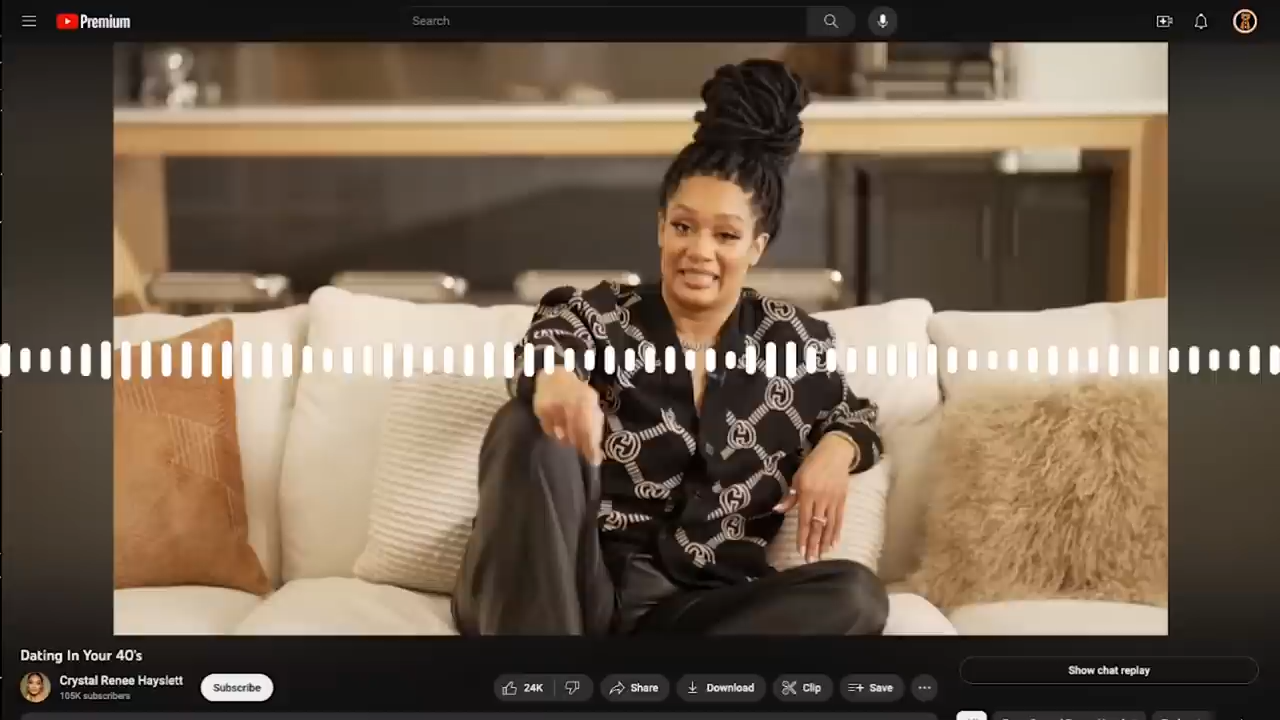 Premium
Search
Dating In Your 40's
Crystal Renee Hayslett
105K subscribers
Subscribe
24K
Share
Download
Clip
Save
Show chat replay